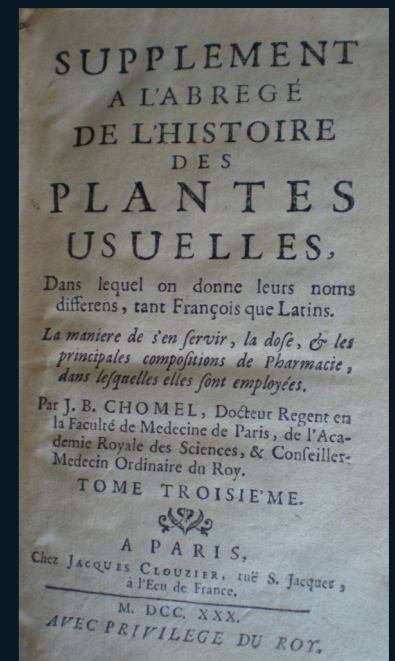 SUPPLEMENT
A L'ABREGÉ
DE L'HISTOIRE
DES
PLANTES
USUELLES,
Dans lequel on donne leurs noms
differens, tant François que Latins.
La maniere de s'en ſervir, la doſe, & les
principales compoſitions de Pharmacie,
dans leſquelles elles ſont employées.
Par J. B. CHOMEL, Docteur Regent en
la Faculté de Medecine de Paris, de l'Aca-
demie Royale des Sciences, & Conſeiller-
Medecin Ordinaire du Roy.
TOME TROISIE'ME.
A PARIS,
Chez JACQUES CLOUZIER, ruë S. Jacques,
à l'Ecu de France.
M. DCC. XXX.
AVEC PRIVILEGE DU ROY.